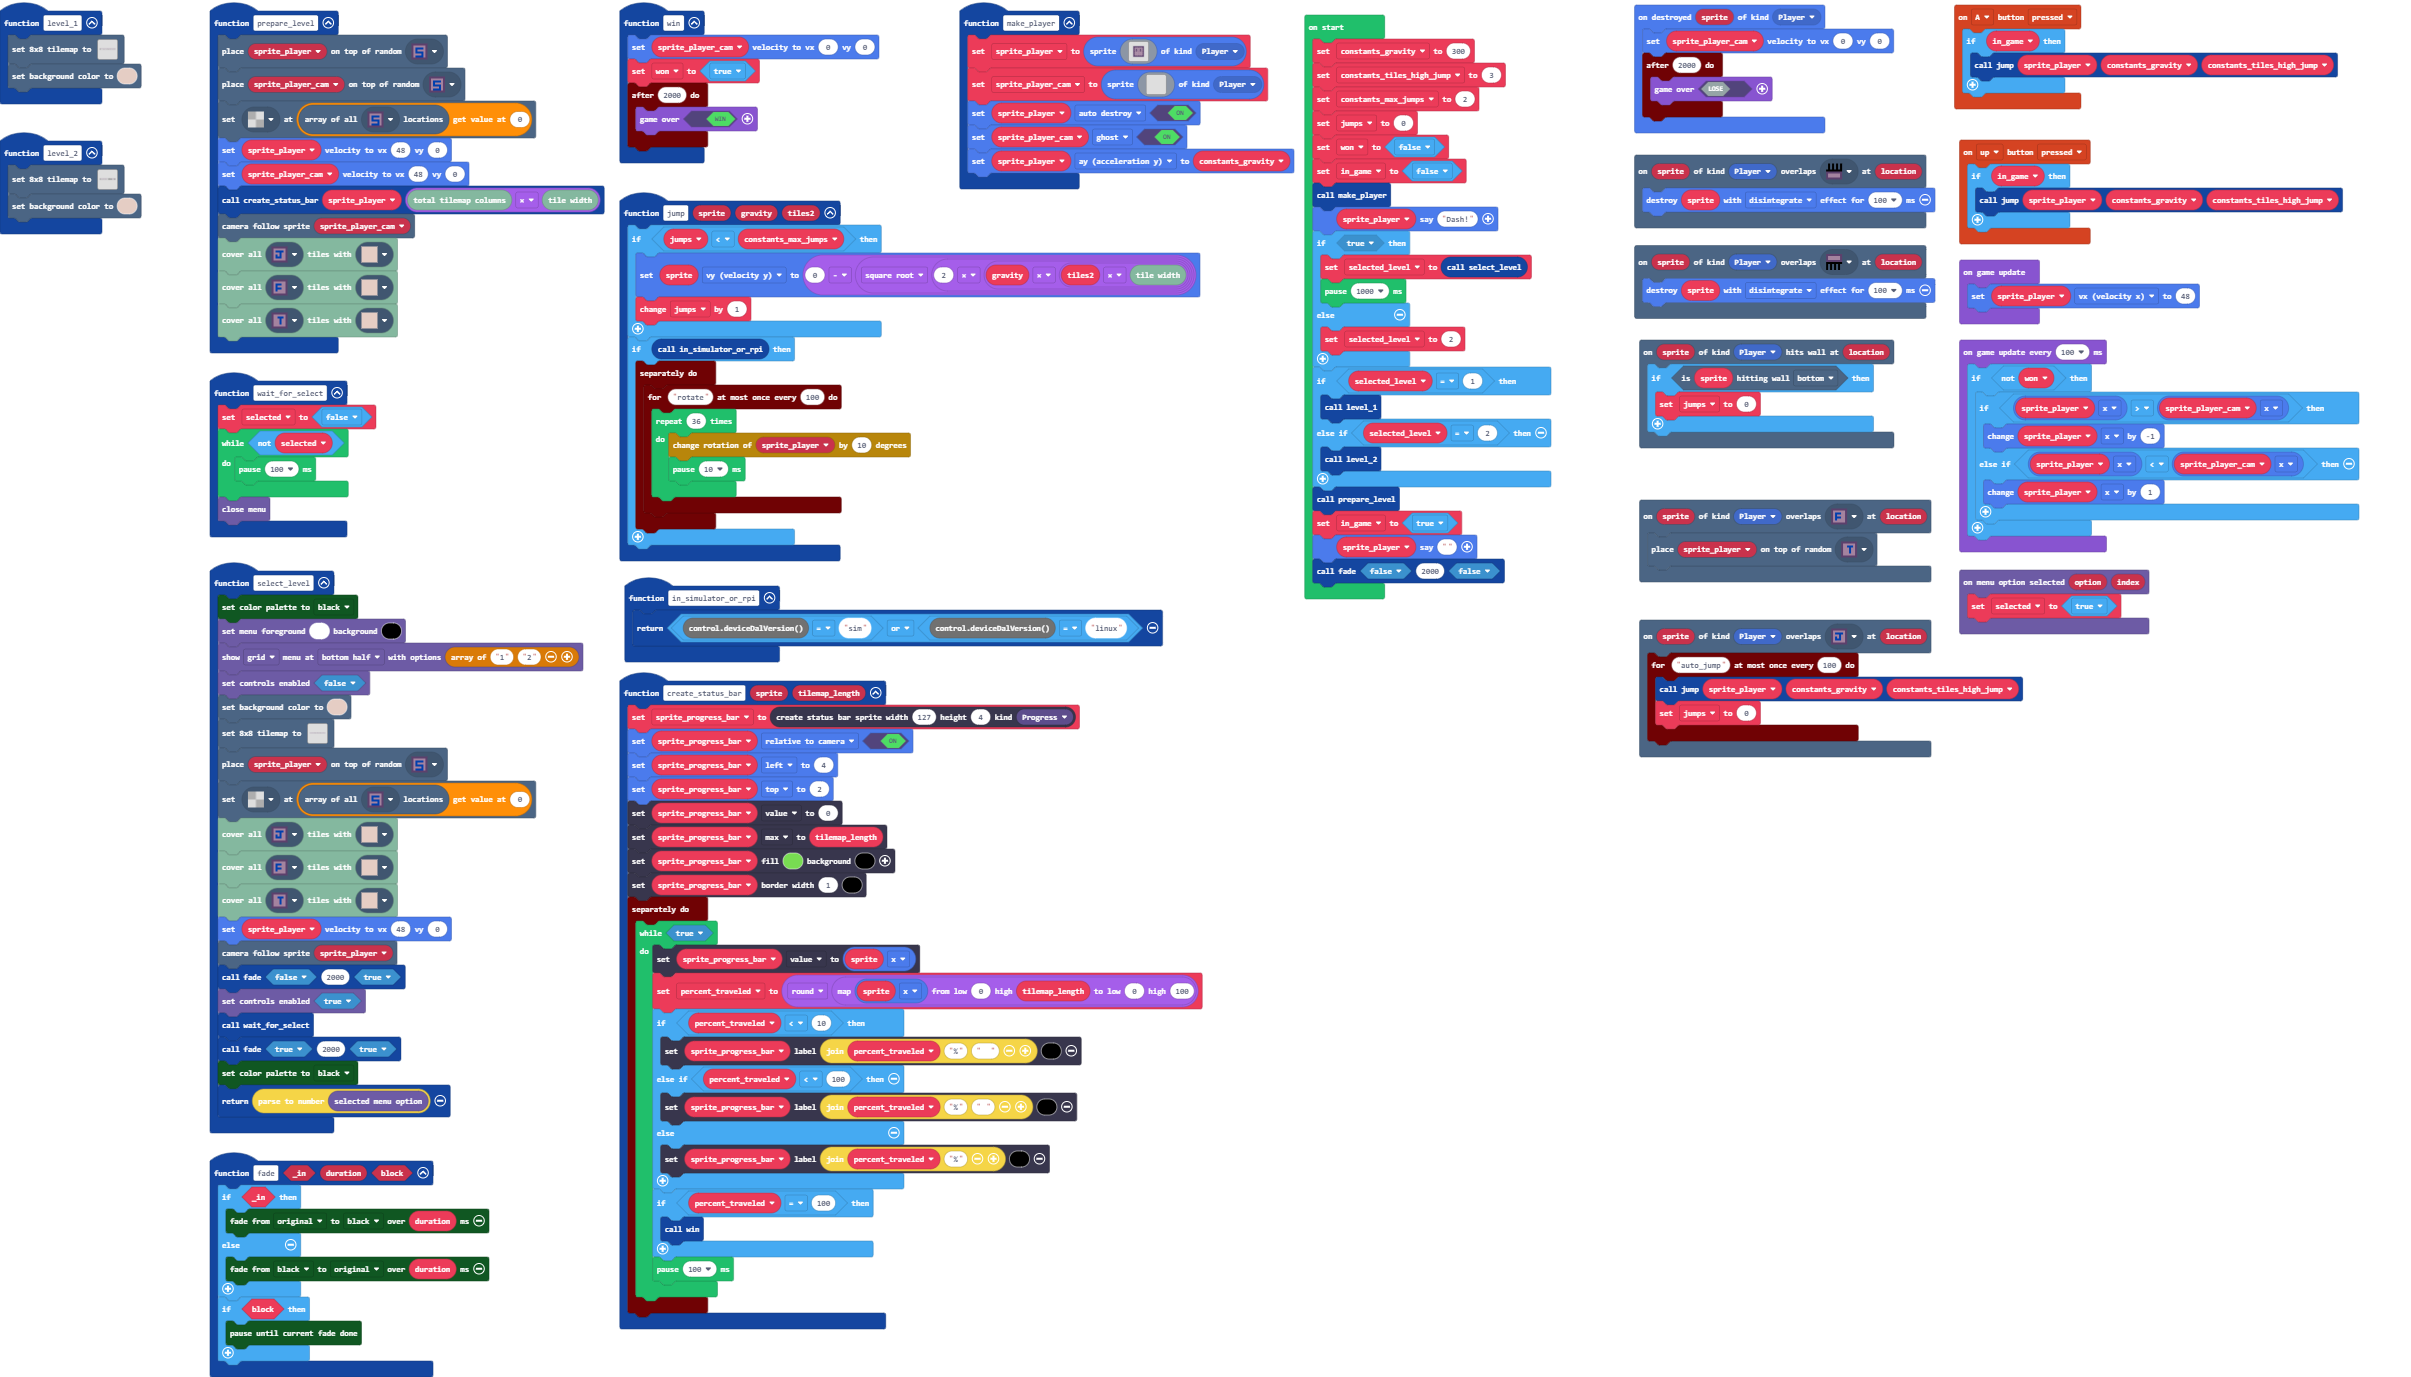 function level_1
set 8x8 tilemap to
set background color to
function level_2
set 8x8 tilemap to
set background color to
function prepare_level
place sprite_player on top of random S
place sprite_player_cam on top of random S
set at array of all S locations get value at 0
set sprite_player velocity to vx 48 vy 0
set sprite_player_cam velocity to vx 48 vy 0
call create_status_bar sprite_player total tilemap columns × tile width
camera follow sprite sprite_player_cam
cover all J tiles with
cover all F tiles with
cover all T tiles with
function wait_for_select
set selected to false
while not selected
do pause 100 ms
close menu
function select_level
set color palette to black
set menu foreground background
show grid menu at bottom half with options array of "1" "2"
set controls enabled false
set background color to
set 8x8 tilemap to
place sprite_player on top of random S
set at array of all S locations get value at 0
cover all J tiles with
cover all F tiles with
cover all T tiles with
set sprite_player velocity to vx 48 vy 0
camera follow sprite sprite_player
call fade false 2000 true
set controls enabled true
call wait_for_select
call fade true 2000 true
set color palette to black
return parse to number selected menu option
function fade _in duration block
if _in then
fade from original to black over duration ms
else
fade from black to original over duration ms
if block then
pause until current fade done
function win
set sprite_player_cam velocity to vx 0 vy 0
set won to true
after 2000 do
game over WIN
function jump sprite gravity tiles2
if jumps < constants_max_jumps then
set sprite vy (velocity y) to 0 - square root 2 × gravity × tiles2 × tile width
change jumps by 1
if call in_simulator_or_rpi then
separately do
for "rotate" at most once every 100 do
repeat 36 times
do change rotation of sprite_player by 10 degrees
pause 10 ms
function in_simulator_or_rpi
return control.deviceDalVersion() = "sim" or control.deviceDalVersion() = "linux"
function create_status_bar sprite tilemap_length
set sprite_progress_bar to create status bar sprite width 127 height 4 kind Progress
set sprite_progress_bar relative to camera ON
set sprite_progress_bar left to 4
set sprite_progress_bar top to 2
set sprite_progress_bar value to 0
set sprite_progress_bar max to tilemap_length
set sprite_progress_bar fill background
set sprite_progress_bar border width 1
separately do
while true
do set sprite_progress_bar value to sprite x
set percent_traveled to round map sprite x from low 0 high tilemap_length to low 0 high 100
if percent_traveled < 10 then
set sprite_progress_bar label join percent_traveled "%" "  "
else if percent_traveled < 100 then
set sprite_progress_bar label join percent_traveled "%" " "
else
set sprite_progress_bar label join percent_traveled "%"
if percent_traveled = 100 then
call win
pause 100 ms
function make_player
set sprite_player to sprite of kind Player
set sprite_player_cam to sprite of kind Player
set sprite_player auto destroy ON
set sprite_player_cam ghost ON
set sprite_player ay (acceleration y) to constants_gravity
on start
set constants_gravity to 300
set constants_tiles_high_jump to 3
set constants_max_jumps to 2
set jumps to 0
set won to false
set in_game to false
call make_player
sprite_player say "Dash!"
if true then
set selected_level to call select_level
pause 1000 ms
else
set selected_level to 2
if selected_level = 1 then
call level_1
else if selected_level = 2 then
call level_2
call prepare_level
set in_game to true
sprite_player say " "
call fade false 2000 false
on destroyed sprite of kind Player
set sprite_player_cam velocity to vx 0 vy 0
after 2000 do
game over LOSE
on sprite of kind Player overlaps at location
destroy sprite with disintegrate effect for 100 ms
on sprite of kind Player overlaps at location
destroy sprite with disintegrate effect for 100 ms
on sprite of kind Player hits wall at location
if is sprite hitting wall bottom then
set jumps to 0
on sprite of kind Player overlaps F at location
place sprite_player on top of random T
on sprite of kind Player overlaps J at location
for "auto_jump" at most once every 100 do
call jump sprite_player constants_gravity constants_tiles_high_jump
set jumps to 0
on A button pressed
if in_game then
call jump sprite_player constants_gravity constants_tiles_high_jump
on up button pressed
if in_game then
call jump sprite_player constants_gravity constants_tiles_high_jump
on game update
set sprite_player vx (velocity x) to 48
on game update every 100 ms
if not won then
if sprite_player x > sprite_player_cam x then
change sprite_player x by -1
else if sprite_player x < sprite_player_cam x then
change sprite_player x by 1
on menu option selected option index
set selected to true